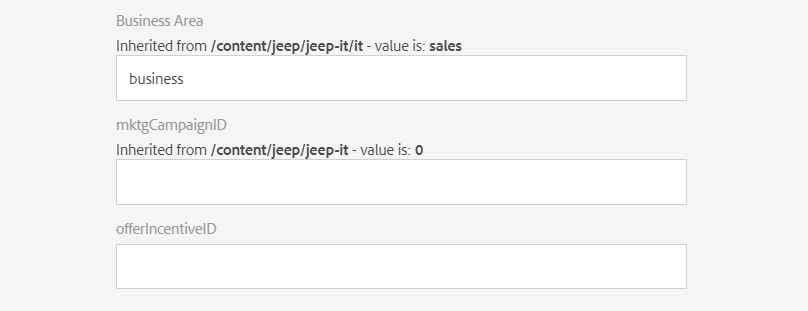 Business Area
Inherited from /content/jeep/jeep-it/it - value is: sales
business
mktgCampaignID
Inherited from /content/jeep/jeep-it - value is: 0
offerIncentiveID